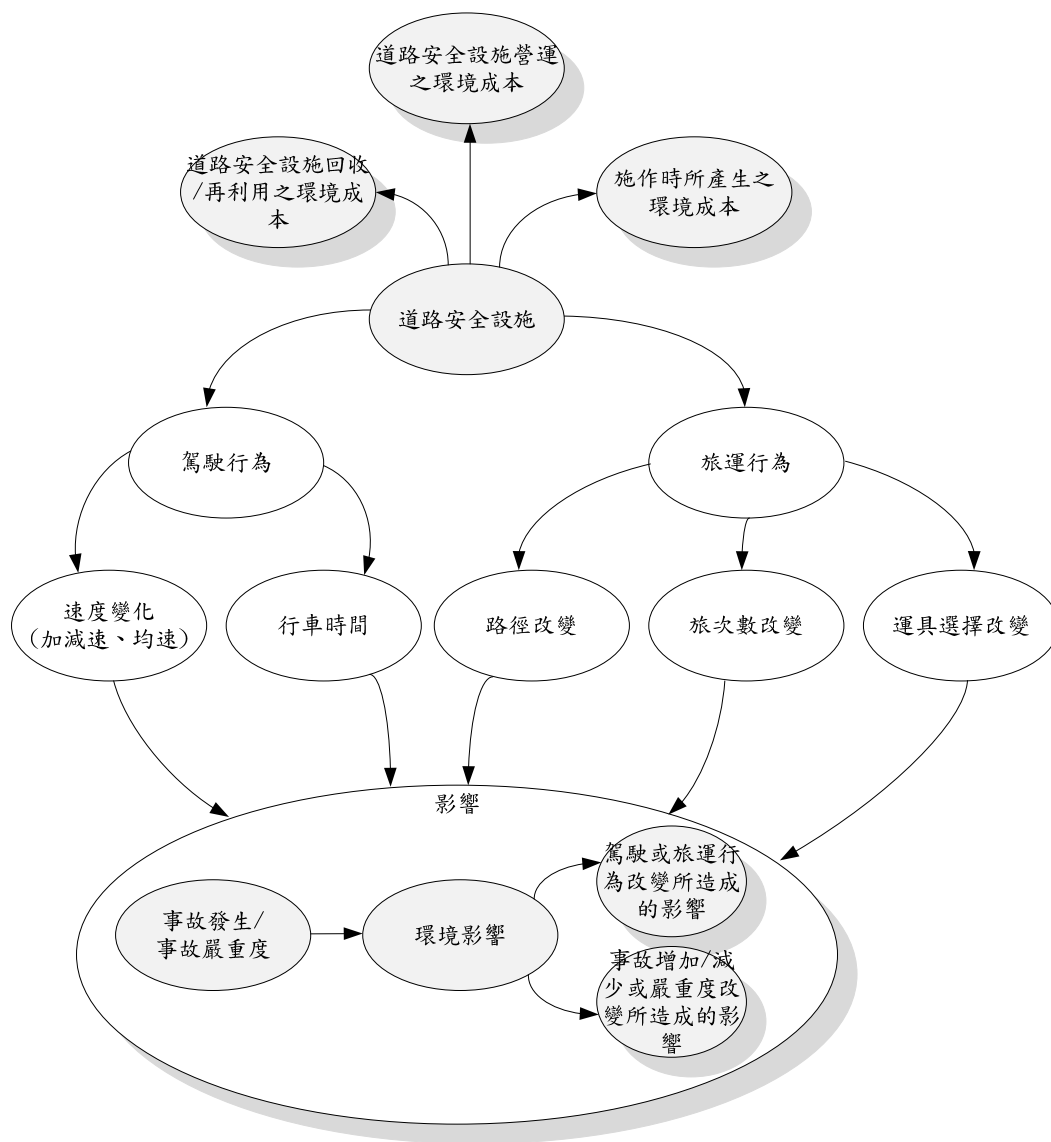 道路安全設施營運
之環境成本
道路安全設施回收
/再利用之環境成
本
施作時所產生之
環境成本
道路安全設施
駕駛行為
旅運行為
速度變化
(加減速、均速)
行車時間
路徑改變
旅次數改變
運具選擇改變
影響
事故發生/
事故嚴重度
環境影響
駕駛或旅運行
為改變所造成
的影響
事故增加/減
少或嚴重度改
變所造成的影
響